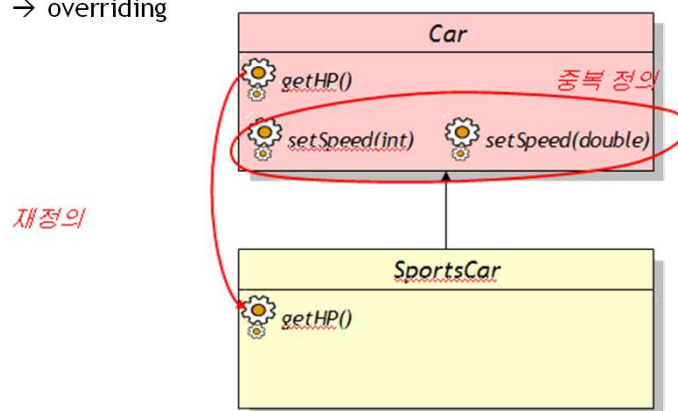 → overriding
Car
getHP()
중복 정의
setSpeed(int) setSpeed(double)
재정의
SportsCar
getHP()